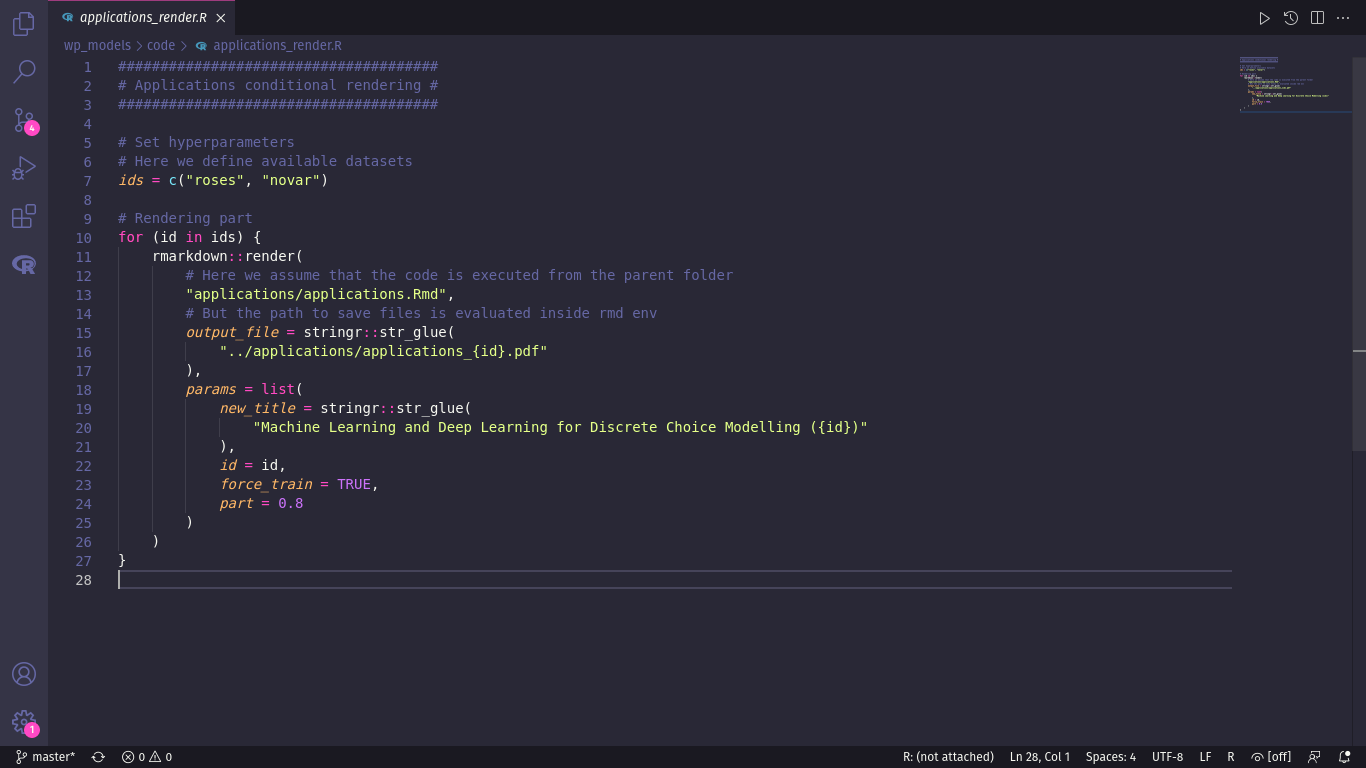 applications_render.R
wp_models > code > applications_render.R
1 ######################################
2 # Applications conditional rendering #
3 ######################################
4
5 # Set hyperparameters
6 # Here we define available datasets
7 ids = c("roses", "novar")
8
9 # Rendering part
10 for (id in ids) {
11     rmarkdown::render(
12         # Here we assume that the code is executed from the parent folder
13         "applications/applications.Rmd",
14         # But the path to save files is evaluated inside rmd env
15         output_file = stringr::str_glue(
16             "../applications/applications_{id}.pdf"
17         ),
18         params = list(
19             new_title = stringr::str_glue(
20                 "Machine Learning and Deep Learning for Discrete Choice Modelling ({id})"
21             ),
22             id = id,
23             force_train = TRUE,
24             part = 0.8
25         )
26     )
27 }
28
4
1
master* 0 0 R: (not attached) Ln 28, Col 1 Spaces: 4 UTF-8 LF R [off]